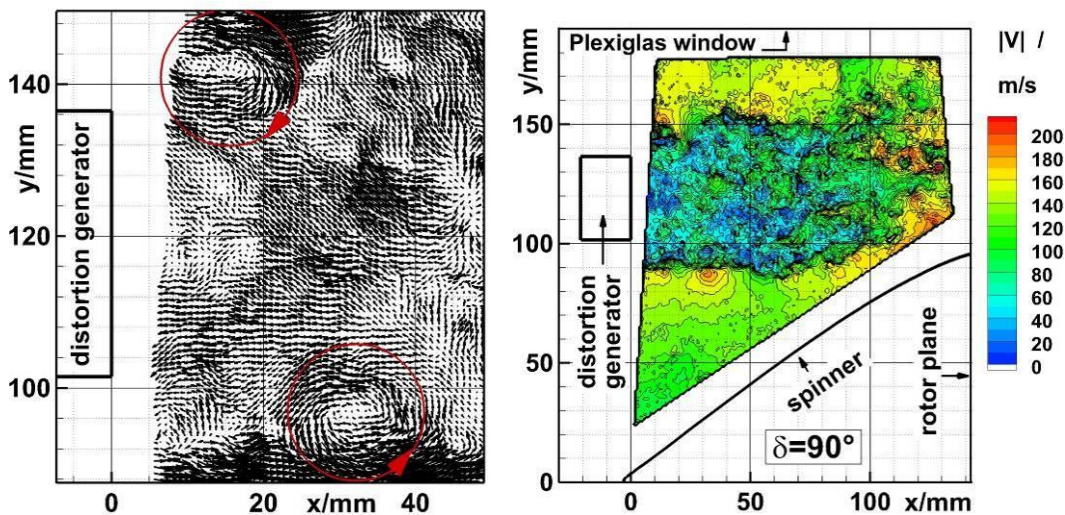 y/mm
140
120
100
distortion generator
0
20
x/mm
40
Plexiglas window
y/mm
150
100
50
0
distortion
generator
spinner
rotor plane
δ=90°
0
50
100
x/mm
|V| /
m/s
200
180
160
140
120
100
80
60
40
20
0